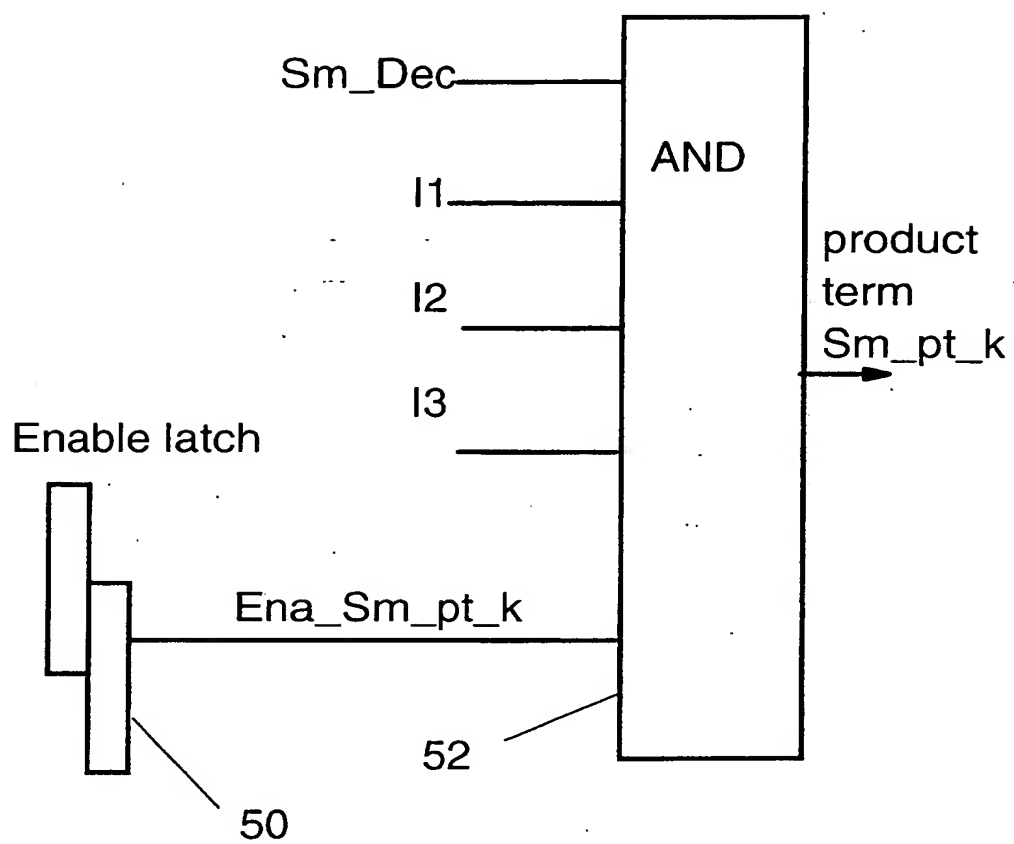 Sm_Dec
AND
I1
product
term
Sm_pt_k
I2
I3
Enable latch
Ena_Sm_pt_k
52
50